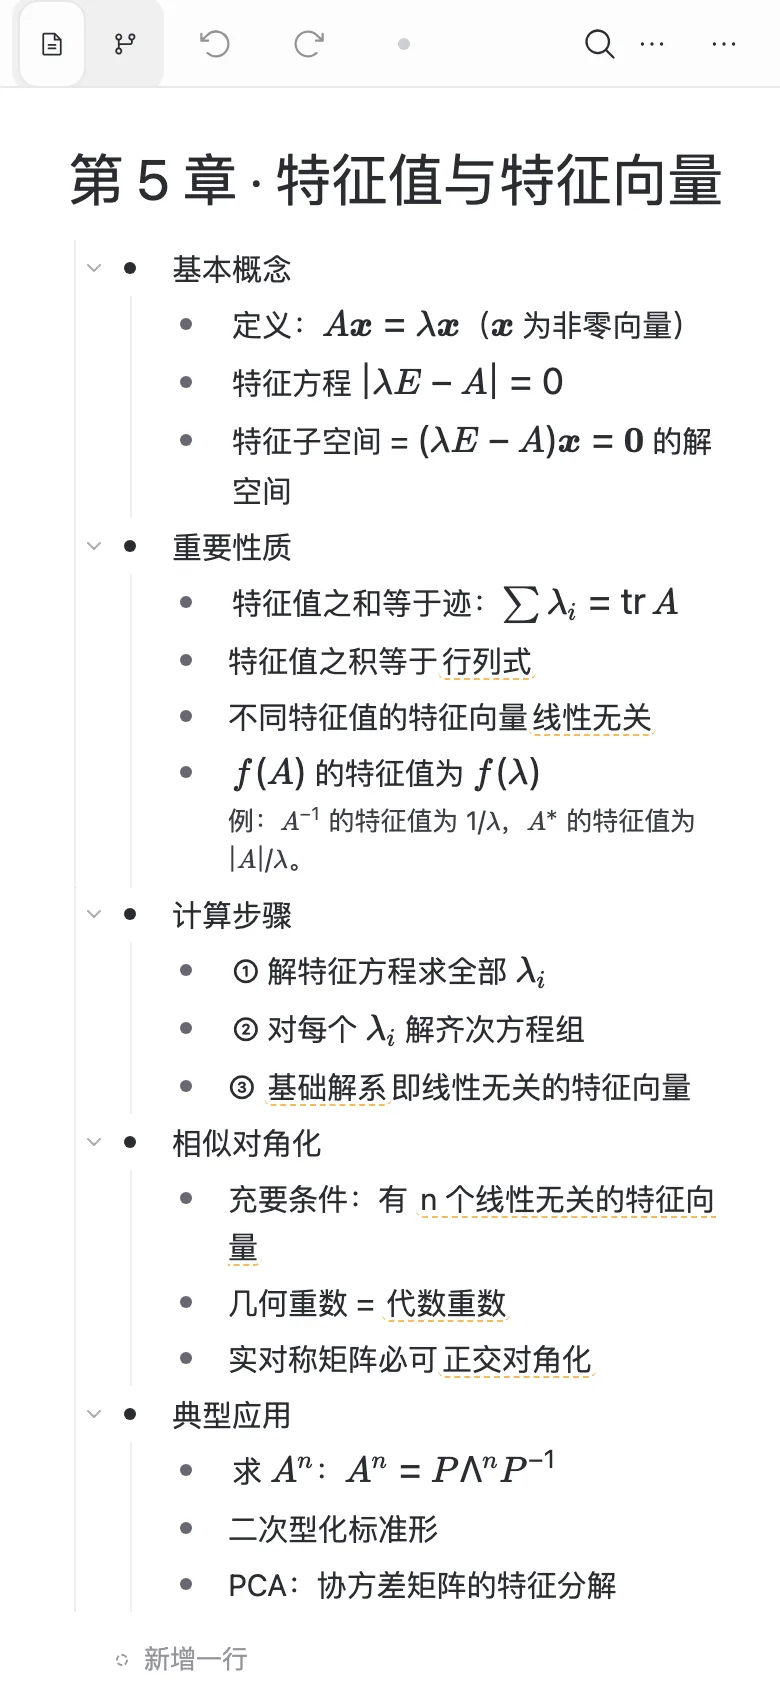 第 5 章 · 特征值与特征向量
基本概念
定义：A𝒙 = λ𝒙（𝒙 为非零向量）
特征方程 |λE − A| = 0
特征子空间 = (λE − A)𝒙 = 𝟎 的解
空间
重要性质
特征值之和等于迹：∑ λᵢ = tr A
特征值之积等于行列式
不同特征值的特征向量线性无关
f(A) 的特征值为 f(λ)
例：A⁻¹ 的特征值为 1/λ，A* 的特征值为
|A|/λ。
计算步骤
① 解特征方程求全部 λᵢ
② 对每个 λᵢ 解齐次方程组
③ 基础解系即线性无关的特征向量
相似对角化
充要条件：有 n 个线性无关的特征向
量
几何重数 = 代数重数
实对称矩阵必可正交对角化
典型应用
求 Aⁿ：Aⁿ = PΛⁿP⁻¹
二次型化标准形
PCA：协方差矩阵的特征分解
新增一行